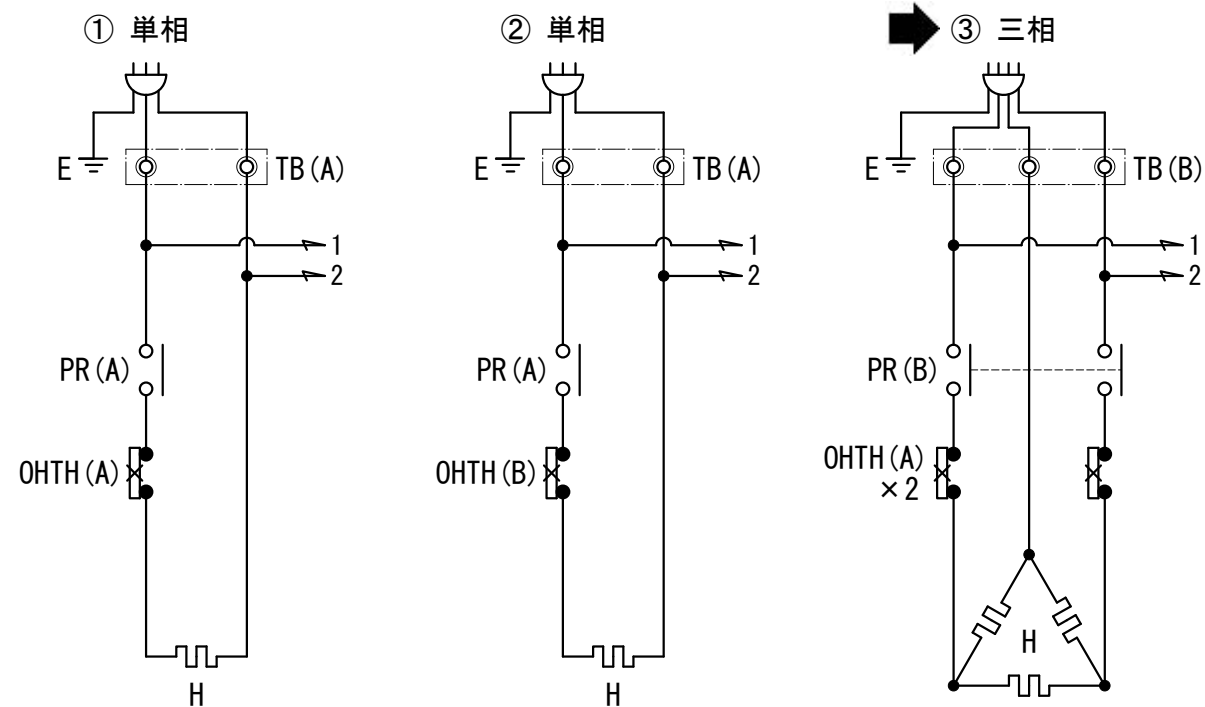 ① 単相
E
TB(A)
1
2
PR(A)
OHTH(A)
H
② 単相
E
TB(A)
1
2
PR(A)
OHTH(B)
H
③ 三相
E
TB(B)
1
2
PR(B)
OHTH(A)
×2
H